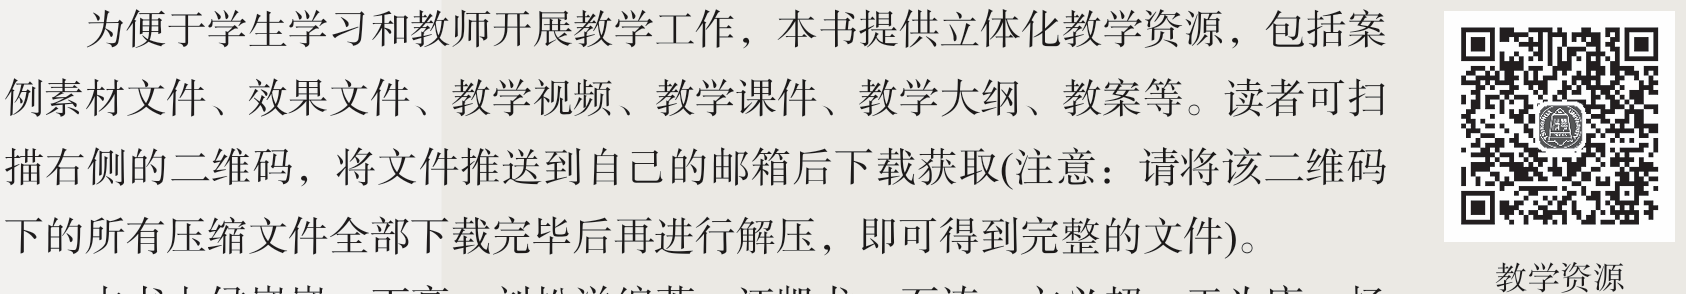 为便于学生学习和教师开展教学工作，本书提供立体化教学资源，包括案
例素材文件、效果文件、教学视频、教学课件、教学大纲、教案等。读者可扫
描右侧的二维码，将文件推送到自己的邮箱后下载获取(注意：请将该二维码
下的所有压缩文件全部下载完毕后再进行解压，即可得到完整的文件)。
教学资源